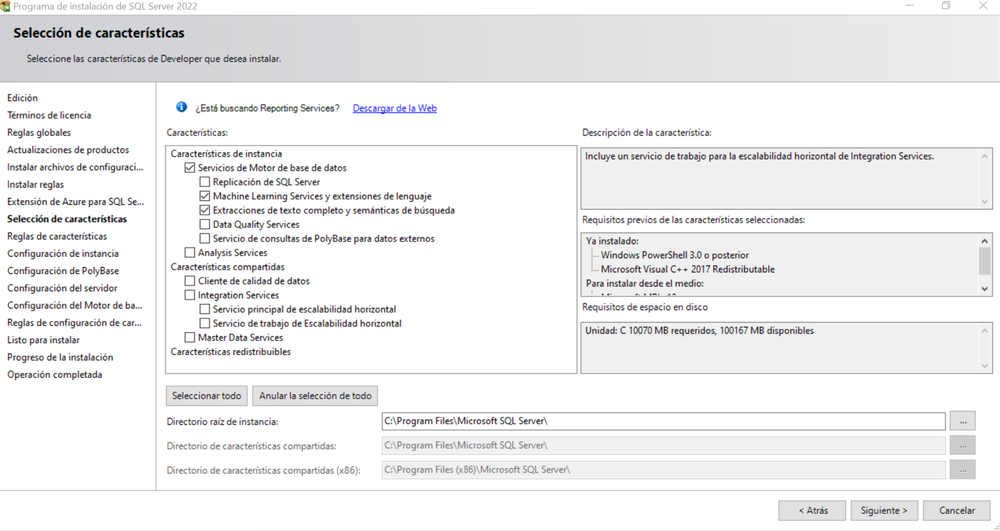 Programa de instalación de SQL Server 2022
Selección de características
Seleccione las características de Developer que desea instalar.
Edición
Términos de licencia
Reglas globales
Actualizaciones de productos
Instalar archivos de configuraci...
Instalar reglas
Extensión de Azure para SQL Se...
Selección de características
Reglas de características
Configuración de instancia
Configuración de PolyBase
Configuración del servidor
Configuración del Motor de ba...
Reglas de configuración de car...
Listo para instalar
Progreso de la instalación
Operación completada
¿Está buscando Reporting Services? Descargar de la Web
Características:
Características de instancia
Servicios de Motor de base de datos
Replicación de SQL Server
Machine Learning Services y extensiones de lenguaje
Extracciones de texto completo y semánticas de búsqueda
Data Quality Services
Servicio de consultas de PolyBase para datos externos
Analysis Services
Características compartidas
Cliente de calidad de datos
Integration Services
Servicio principal de escalabilidad horizontal
Servicio de trabajo de Escalabilidad horizontal
Master Data Services
Características redistribuibles
Descripción de la característica:
Incluye un servicio de trabajo para la escalabilidad horizontal de Integration Services.
Requisitos previos de las características seleccionadas:
Ya instalado:
Windows PowerShell 3.0 o posterior
Microsoft Visual C++ 2017 Redistributable
Para instalar desde el medio:
Requisitos de espacio en disco
Unidad: C 10070 MB requeridos, 100167 MB disponibles
Seleccionar todo Anular la selección de todo
Directorio raíz de instancia: C:\Program Files\Microsoft SQL Server\ ...
Directorio de características compartidas: C:\Program Files\Microsoft SQL Server\ ...
Directorio de características compartidas (x86): C:\Program Files (x86)\Microsoft SQL Server\ ...
< Atrás Siguiente > Cancelar